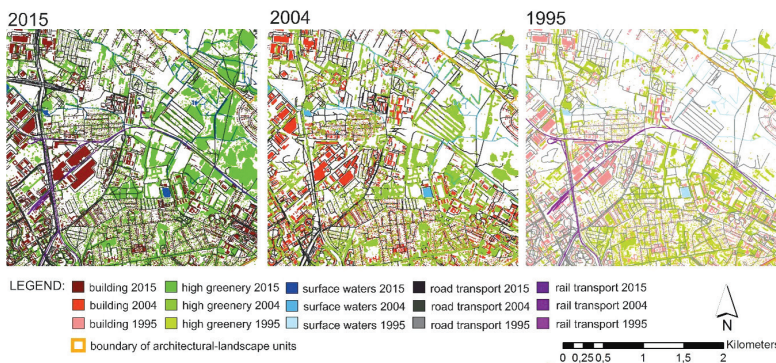 2015
2004
1995
LEGEND:
building 2015
high greenery 2015
surface waters 2015
road transport 2015
rail transport 2015
building 2004
high greenery 2004
surface waters 2004
road transport 2004
rail transport 2004
building 1995
high greenery 1995
surface waters 1995
road transport 1995
rail transport 1995
boundary of architectural-landscape units
N
Kilometers
0 0,25 0,5 1 1,5 2